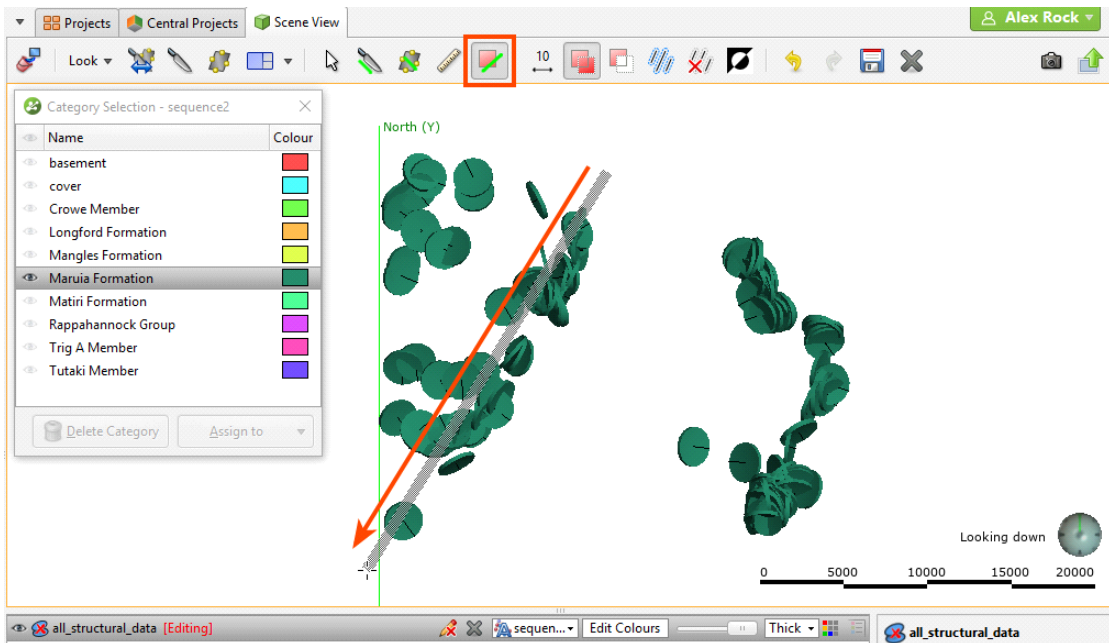 Projects
Central Projects
Scene View
Alex Rock
Look
10
Category Selection - sequence2
Name Colour
basement
cover
Crowe Member
Longford Formation
Mangles Formation
Maruia Formation
Matiri Formation
Rappahannock Group
Trig A Member
Tutaki Member
Delete Category
Assign to
North (Y)
Looking down
0 5000 10000 15000 20000
all_structural_data [Editing]
sequen...
Edit Colours
Thick
all_structural_data